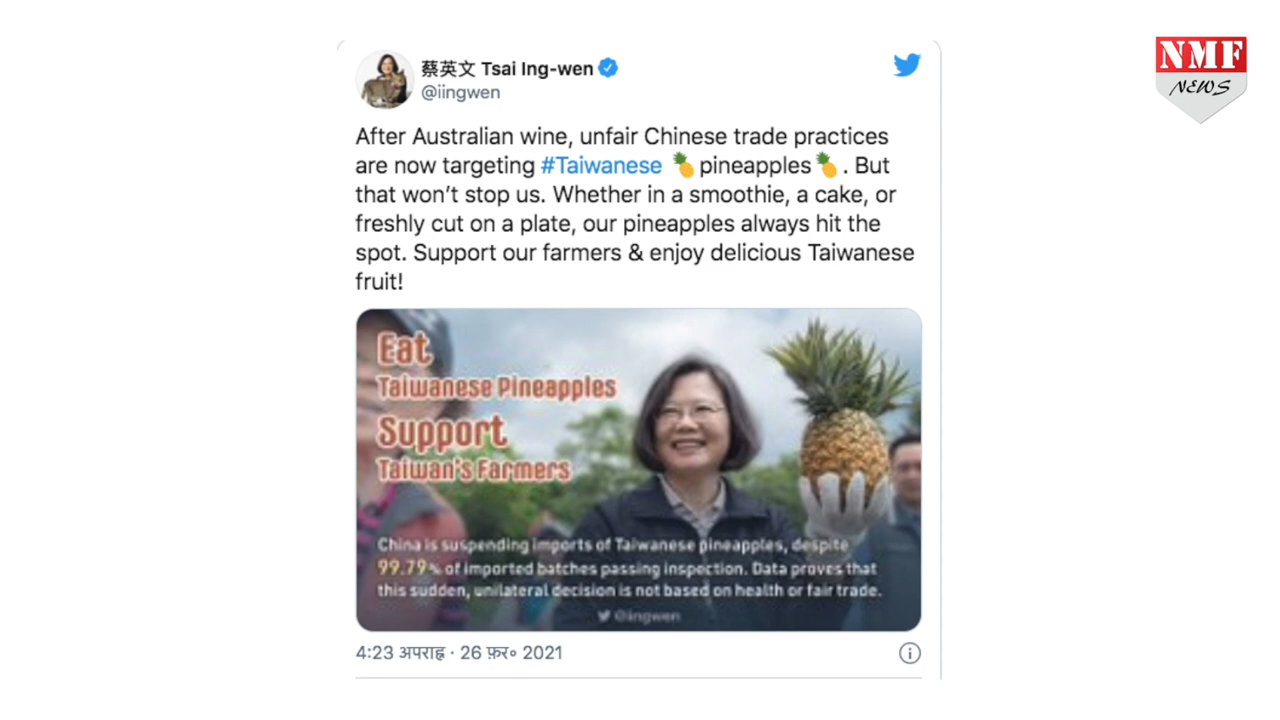 NMF
NEWS
蔡英文 Tsai Ing-wen
@iingwen
After Australian wine, unfair Chinese trade practices
are now targeting #Taiwanese 🍍pineapples🍍. But
that won't stop us. Whether in a smoothie, a cake, or
freshly cut on a plate, our pineapples always hit the
spot. Support our farmers & enjoy delicious Taiwanese
fruit!
Eat
Taiwanese Pineapples
Support
Taiwan's Farmers
China is suspending imports of Taiwanese pineapples, despite
99.79% of imported batches passing inspection. Data proves that
this sudden, unilateral decision is not based on health or fair trade.
@iingwen
4:23 अपराह्न · 26 फ़र॰ 2021